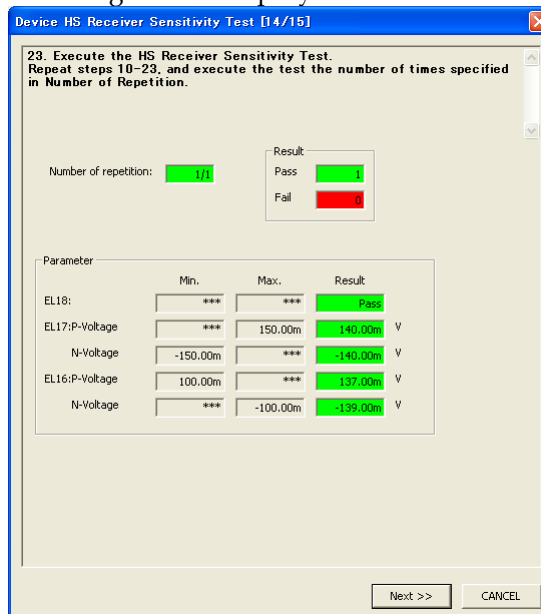 Device HS Receiver Sensitivity Test [14/15]
23. Execute the HS Receiver Sensitivity Test.
Repeat steps 10-23, and execute the test the number of times specified
in Number of Repetition.
Number of repetition: 1/1
Result
Pass 1
Fail 0
Parameter
Min. Max. Result
EL18: *** *** Pass
EL17:P-Voltage *** 150.00m 140.00m V
N-Voltage -150.00m *** -140.00m V
EL16:P-Voltage 100.00m *** 137.00m V
N-Voltage *** -100.00m -139.00m V
Next >> CANCEL